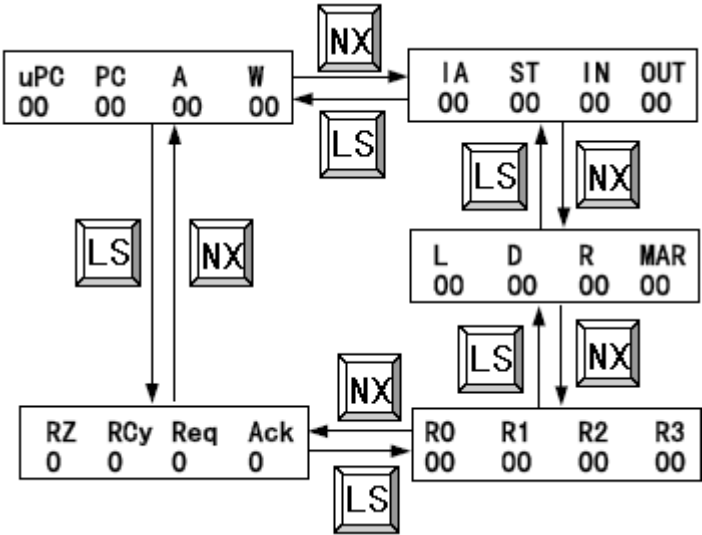 NX
uPC PC A W
00 00 00 00
IA ST IN OUT
00 00 00 00
LS
LS
NX
LS
NX
L D R MAR
00 00 00 00
LS
NX
NX
RZ RCy Req Ack
0 0 0 0
R0 R1 R2 R3
00 00 00 00
LS